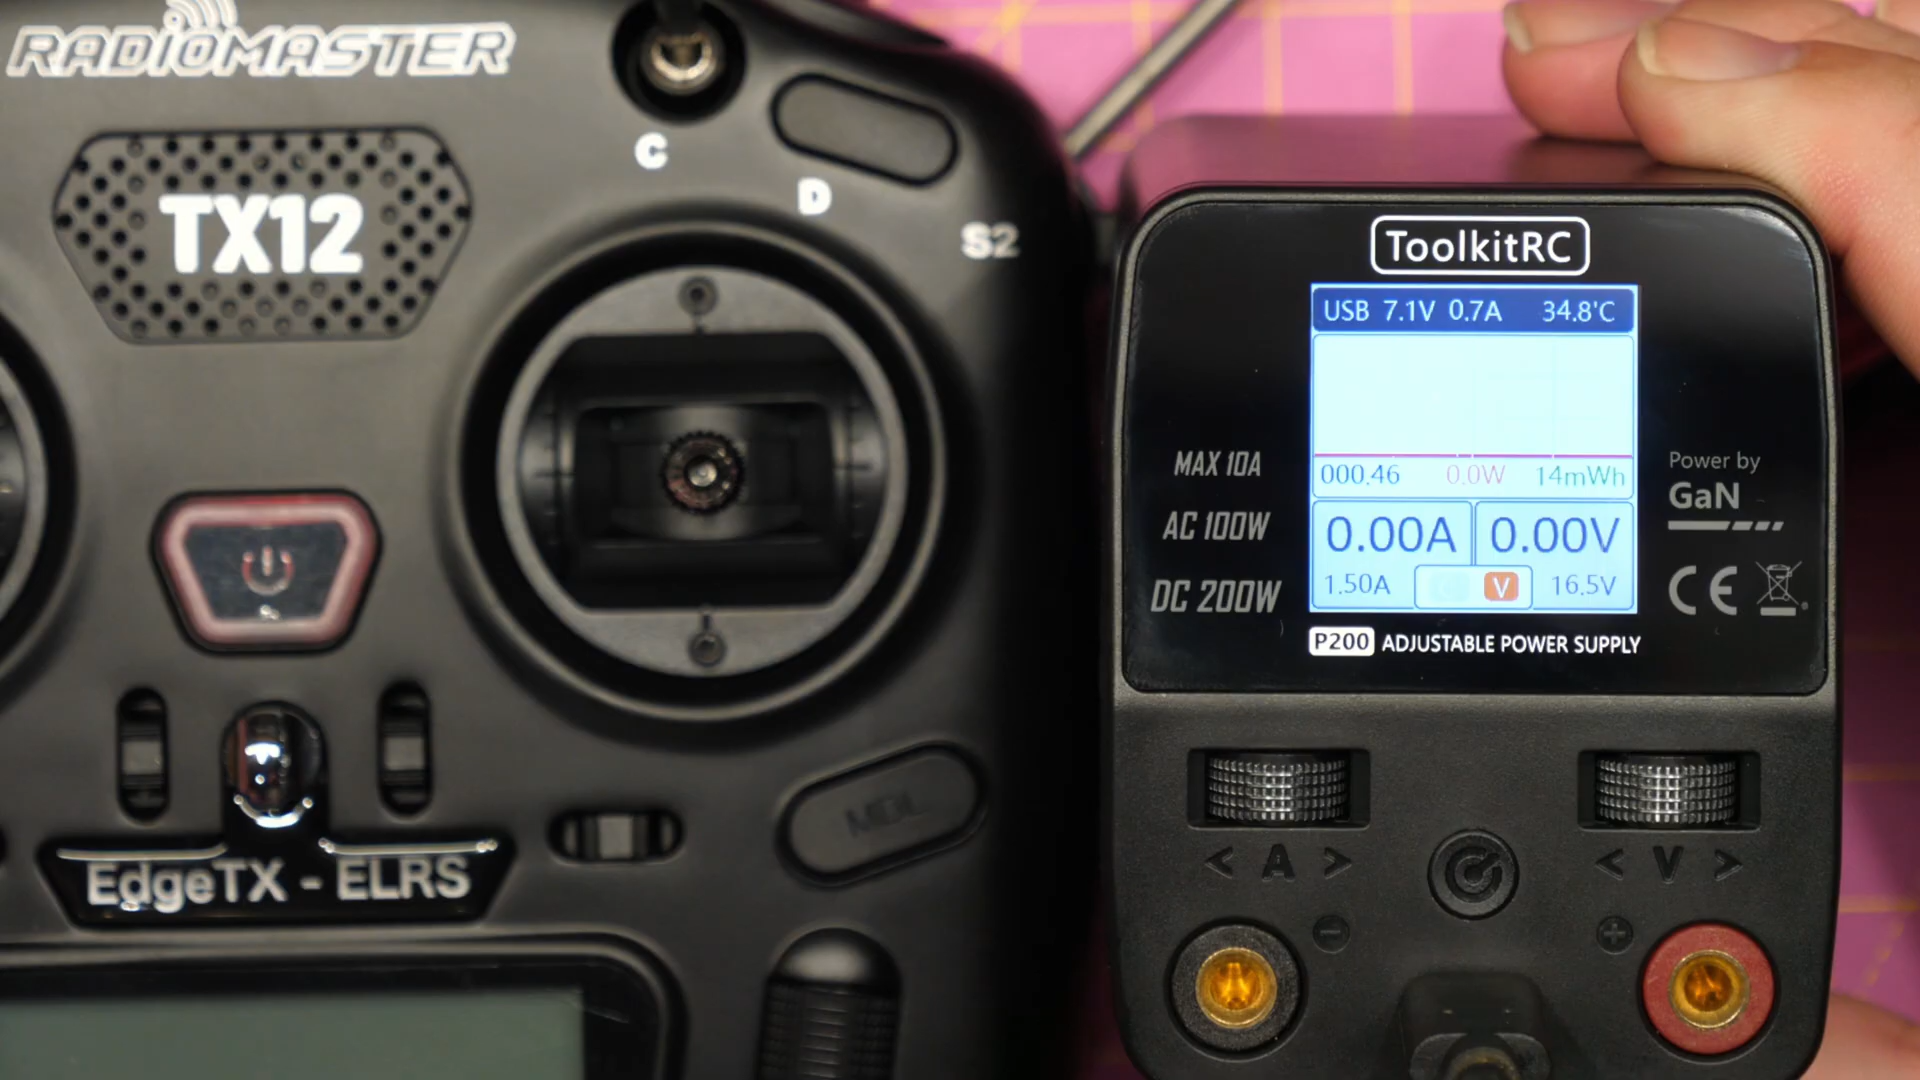 RADIOMASTER
TX12
C
D
S2
EdgeTX - ELRS
MDL
ToolkitRC
USB 7.1V 0.7A 34.8'C
000.46 0.0W 14mWh
0.00A 0.00V
1.50A V 16.5V
MAX 10A
AC 100W
DC 200W
Power by
GaN
CE
P200 ADJUSTABLE POWER SUPPLY
< A > < V >
- +